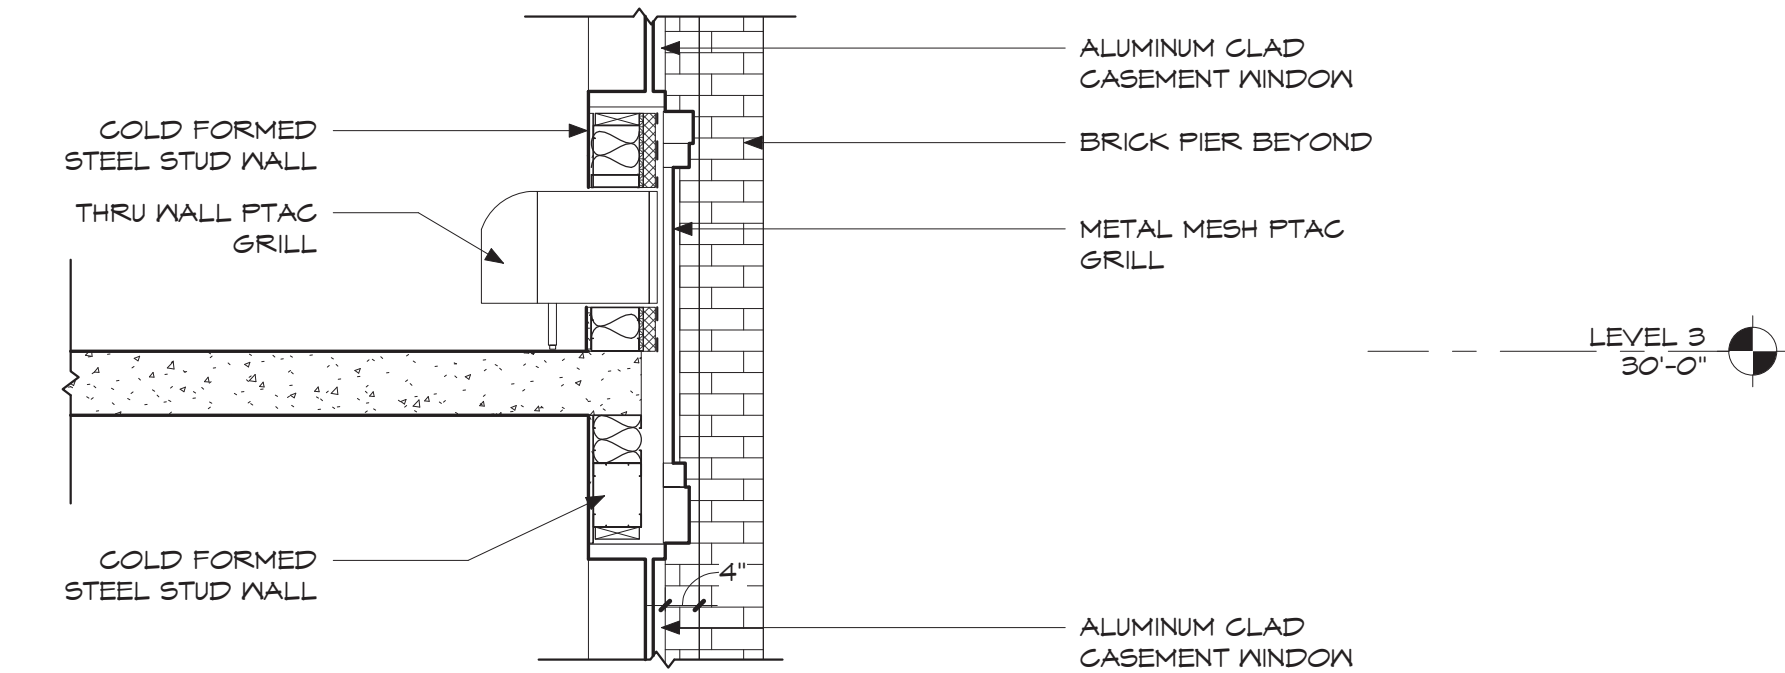 ALUMINUM CLAD
CASEMENT WINDOW
COLD FORMED
STEEL STUD WALL
BRICK PIER BEYOND
THRU WALL PTAC
GRILL
METAL MESH PTAC
GRILL
LEVEL 3
30'-0"
COLD FORMED
STEEL STUD WALL
4"
ALUMINUM CLAD
CASEMENT WINDOW